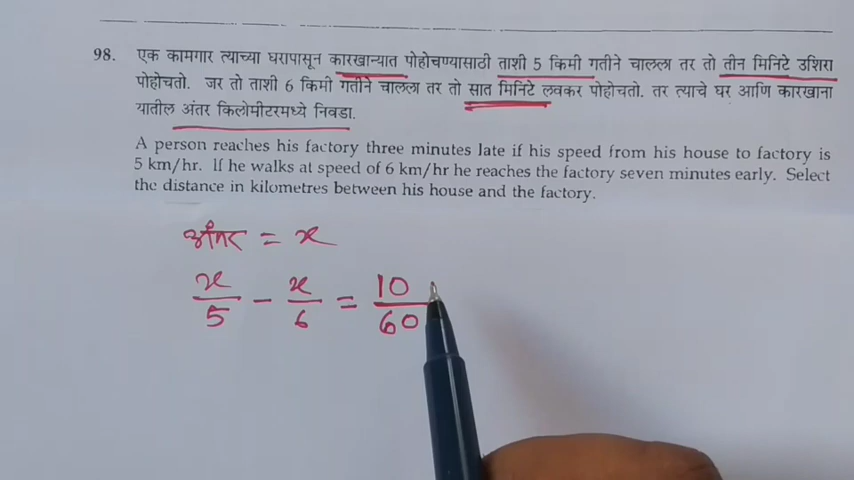 98. एक कामगार त्याच्या घरापासून कारखान्यात पोहोचण्यासाठी ताशी 5 किमी गतीने चालला तर तो तीन मिनिटे उशिरा
पोहोचतो. जर तो ताशी 6 किमी गतीने चालला तर तो सात मिनिटे लवकर पोहोचतो. तर त्याचे घर आणि कारखाना
यातील अंतर किलोमीटरमध्ये निवडा.
A person reaches his factory three minutes late if his speed from his house to factory is
5 km/hr. If he walks at speed of 6 km/hr he reaches the factory seven minutes early. Select
the distance in kilometres between his house and the factory.
अंतर = x
x/5 - x/6 = 10/60